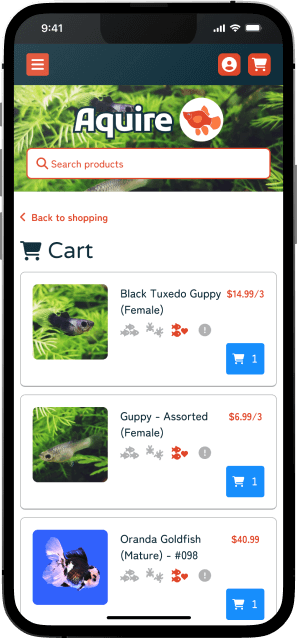 9:41
Aquire
Search products
Back to shopping
Cart
Black Tuxedo Guppy $14.99/3
(Female)
1
Guppy - Assorted $6.99/3
(Female)
1
Oranda Goldfish $40.99
(Mature) - #098
1